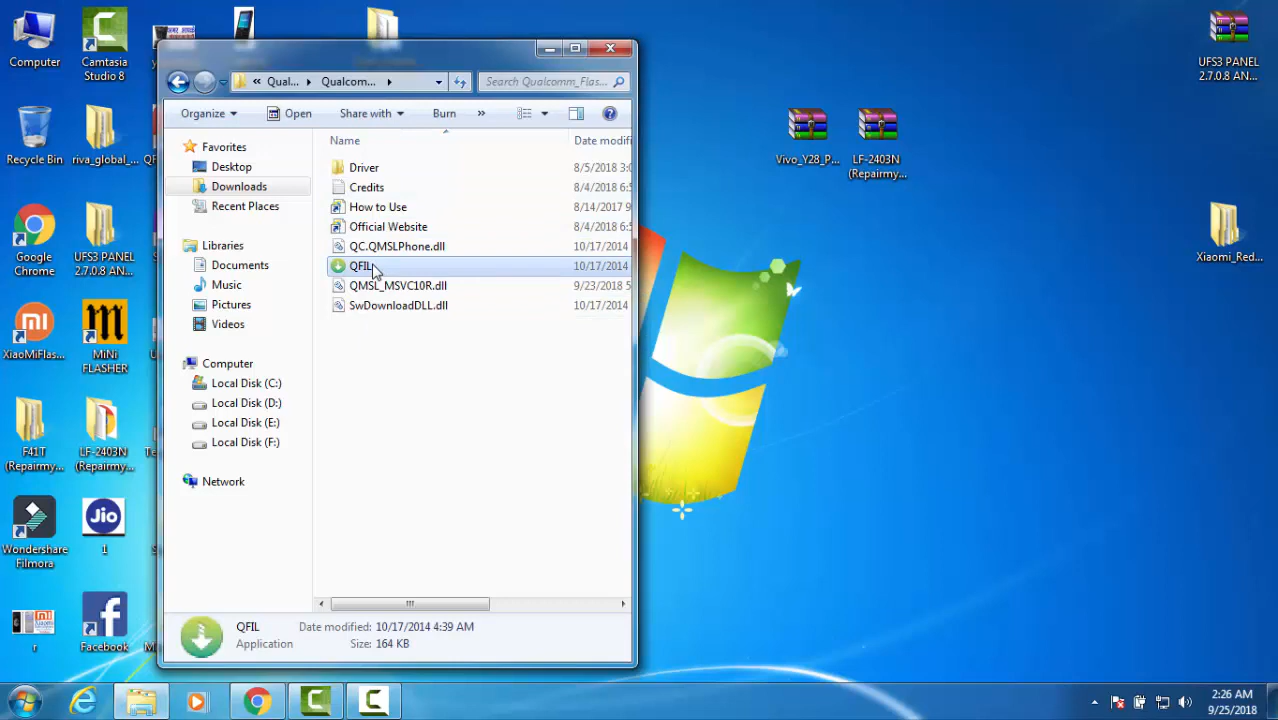 Computer
Camtasia
Studio 8
Recycle Bin
riva_global_...
Google
Chrome
UFS3 PANEL
2.7.0.8 AN...
XiaoMiFlas...
MiNi
FLASHER
F41T
(Repairmy...
LF-2403N
(Repairmy...
Wondershare
Filmora
Jio
1
r
Facebook
Qual...
Qualcomm...
Search Qualcomm_Flas...
Organize
Open
Share with
Burn
»
Favorites
Desktop
Downloads
Recent Places
Libraries
Documents
Music
Pictures
Videos
Computer
Local Disk (C:)
Local Disk (D:)
Local Disk (E:)
Local Disk (F:)
Network
Name
Date modifi
Driver 8/5/2018 3:0
Credits 8/4/2018 6:5
How to Use 8/14/2017 9
Official Website 8/4/2018 6:5
QC.QMSLPhone.dll 10/17/2014
QFIL 10/17/2014
QMSL_MSVC10R.dll 9/23/2018 5
SwDownloadDLL.dll 10/17/2014
QFIL Date modified: 10/17/2014 4:39 AM
Application Size: 164 KB
Vivo_Y28_P...
LF-2403N
(Repairmy...
UFS3 PANEL
2.7.0.8 AN...
Xiaomi_Red...
2:26 AM
9/25/2018